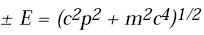 ± E = (c²p² + m²c⁴)¹/²